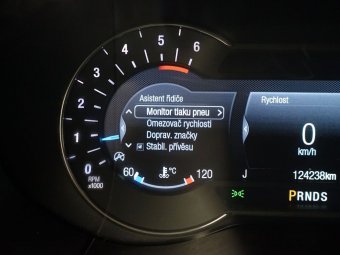 6
5
4
3
2
1
0
RPM
x1000
Asistent řidiče
Monitor tlaku pneu
Omezovač rychlosti
Doprav. značky
Stabil. přívěsu
60 °C 120
Rychlost
0
km/h
J 124238km
PRNDS